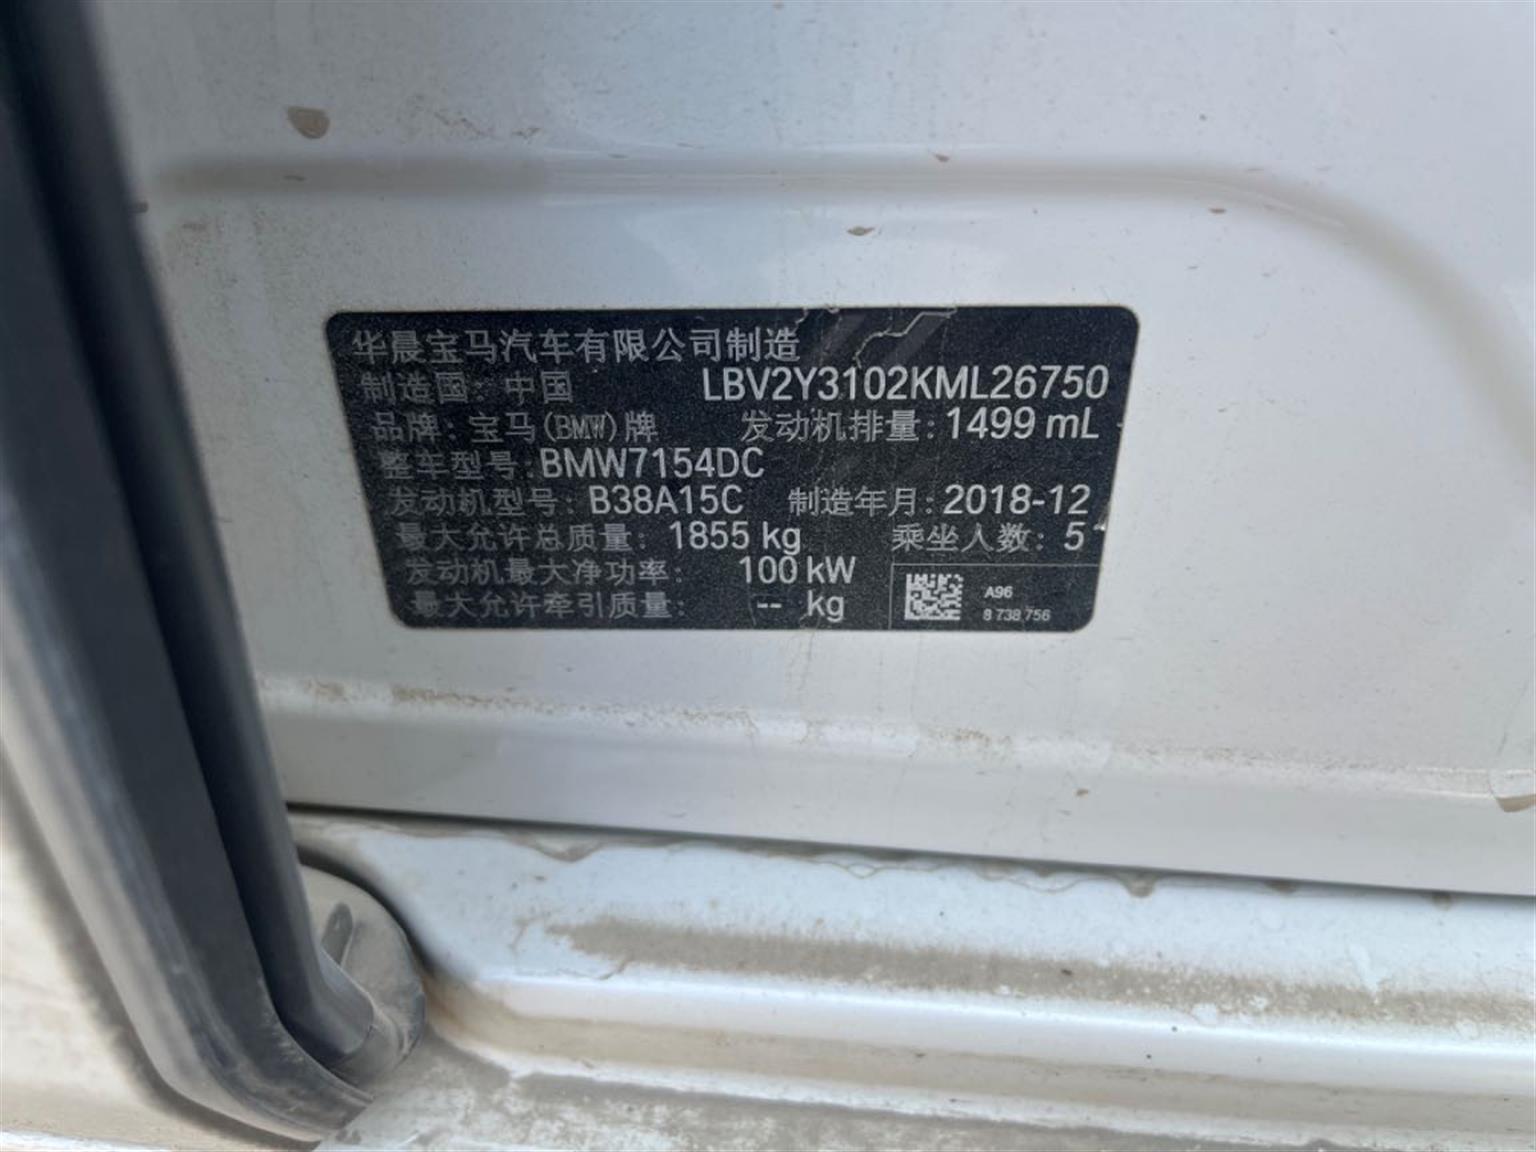 华晨宝马汽车有限公司制造
制造国：中国 LBV2Y3102KML26750
品牌：宝马(BMW)牌 发动机排量：1499 mL
整车型号：BMW7154DC
发动机型号：B38A15C 制造年月：2018-12
最大允许总质量：1855 kg 乘坐人数：5
发动机最大净功率：100 kW
最大允许牵引质量：-- kg
A96
8 738 756